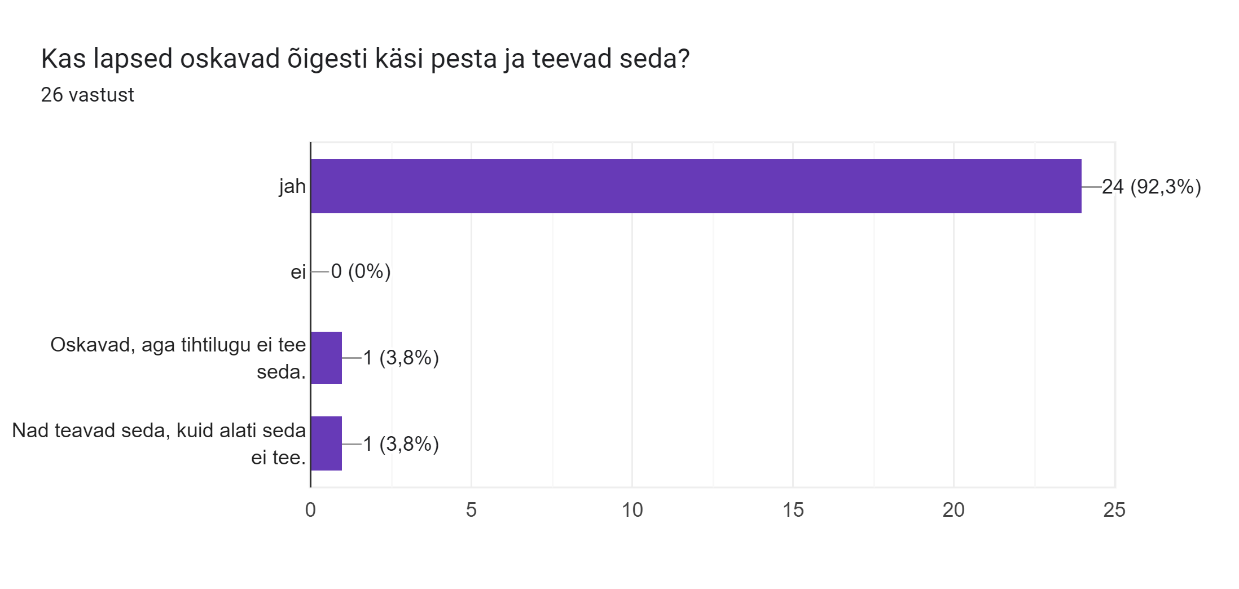 Kas lapsed oskavad õigesti käsi pesta ja teevad seda?
26 vastust
jah
24 (92,3%)
ei
0 (0%)
Oskavad, aga tihtilugu ei tee
seda.
1 (3,8%)
Nad teavad seda, kuid alati seda
ei tee.
1 (3,8%)
0 5 10 15 20 25